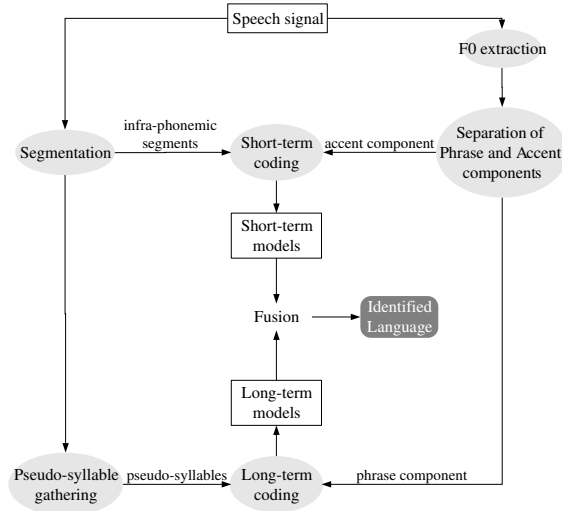 Speech signal
F0 extraction
infra-phonemic
segments
Segmentation
Short-term
coding
accent component
Separation of
Phrase and Accent
components
Short-term
models
Fusion
Identified
Language
Long-term
models
Pseudo-syllable
gathering
pseudo-syllables
Long-term
coding
phrase component